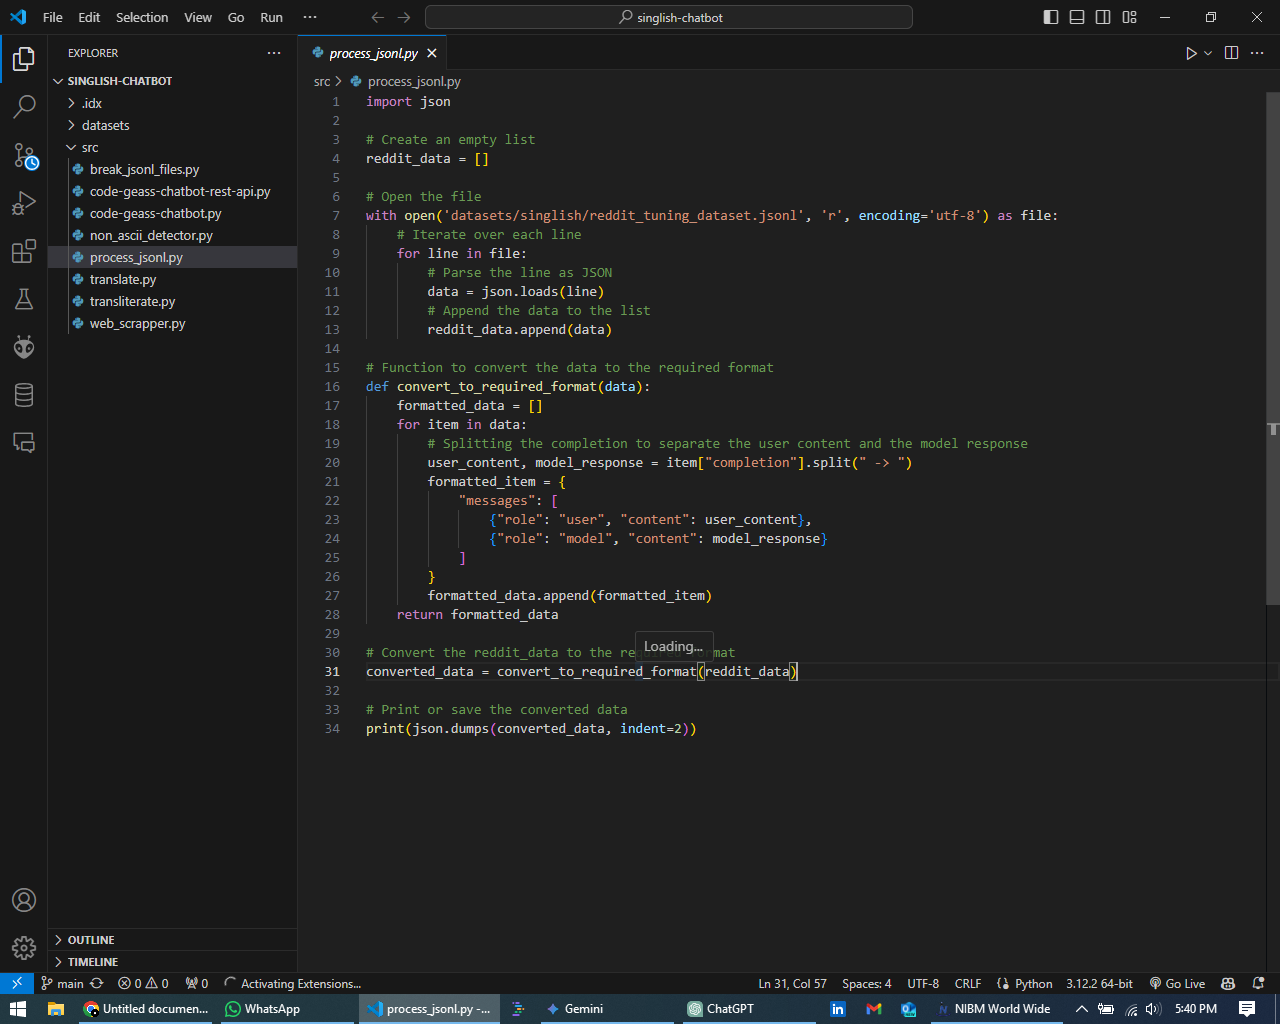 File Edit Selection View Go Run ···
singlish-chatbot
EXPLORER ···
SINGLISH-CHATBOT
.idx
datasets
src
break_jsonl_files.py
code-geass-chatbot-rest-api.py
code-geass-chatbot.py
non_ascii_detector.py
process_jsonl.py
translate.py
transliterate.py
web_scrapper.py
OUTLINE
TIMELINE
process_jsonl.py
src > process_jsonl.py
1 import json
2
3 # Create an empty list
4 reddit_data = []
5
6 # Open the file
7 with open('datasets/singlish/reddit_tuning_dataset.jsonl', 'r', encoding='utf-8') as file:
8     # Iterate over each line
9     for line in file:
10         # Parse the line as JSON
11         data = json.loads(line)
12         # Append the data to the list
13         reddit_data.append(data)
14
15 # Function to convert the data to the required format
16 def convert_to_required_format(data):
17     formatted_data = []
18     for item in data:
19         # Splitting the completion to separate the user content and the model response
20         user_content, model_response = item["completion"].split(" -> ")
21         formatted_item = {
22             "messages": [
23                 {"role": "user", "content": user_content},
24                 {"role": "model", "content": model_response}
25             ]
26         }
27         formatted_data.append(formatted_item)
28     return formatted_data
29
Loading...
30 # Convert the reddit_data to the required format
31 converted_data = convert_to_required_format(reddit_data)
32
33 # Print or save the converted data
34 print(json.dumps(converted_data, indent=2))
main 0 0 0 Activating Extensions... Ln 31, Col 57 Spaces: 4 UTF-8 CRLF Python 3.12.2 64-bit Go Live
Untitled documen... WhatsApp process_jsonl.py -... Gemini ChatGPT NIBM World Wide 5:40 PM